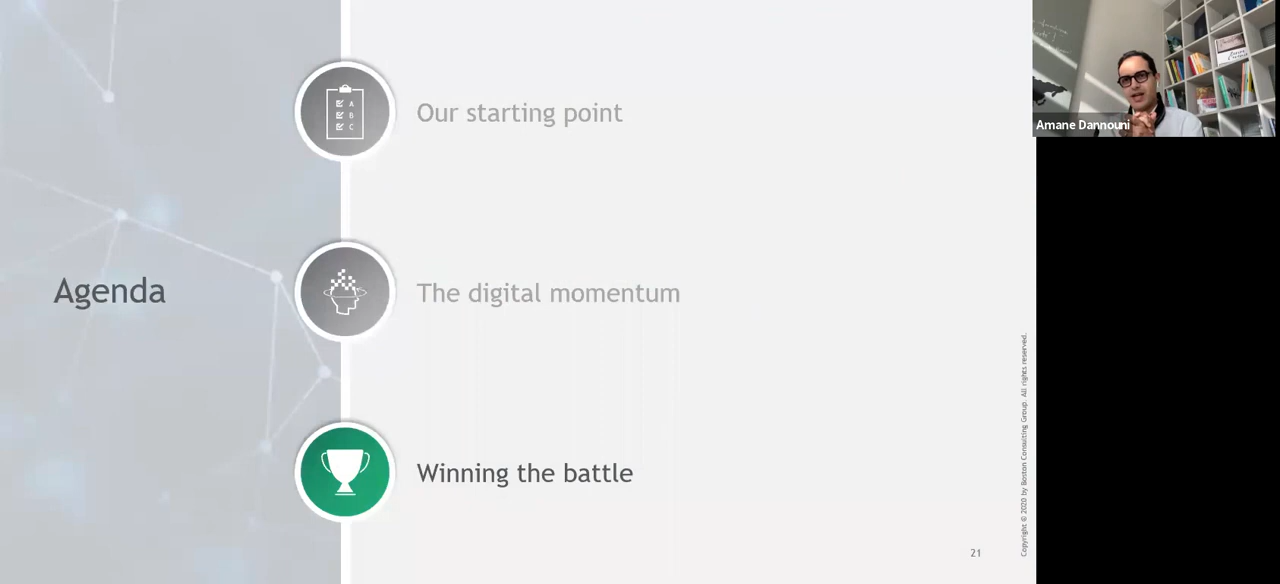 Agenda
A
B
C
Our starting point
The digital momentum
Winning the battle
21
Copyright © 2020 by Boston Consulting Group. All rights reserved.
Amane Dannouni